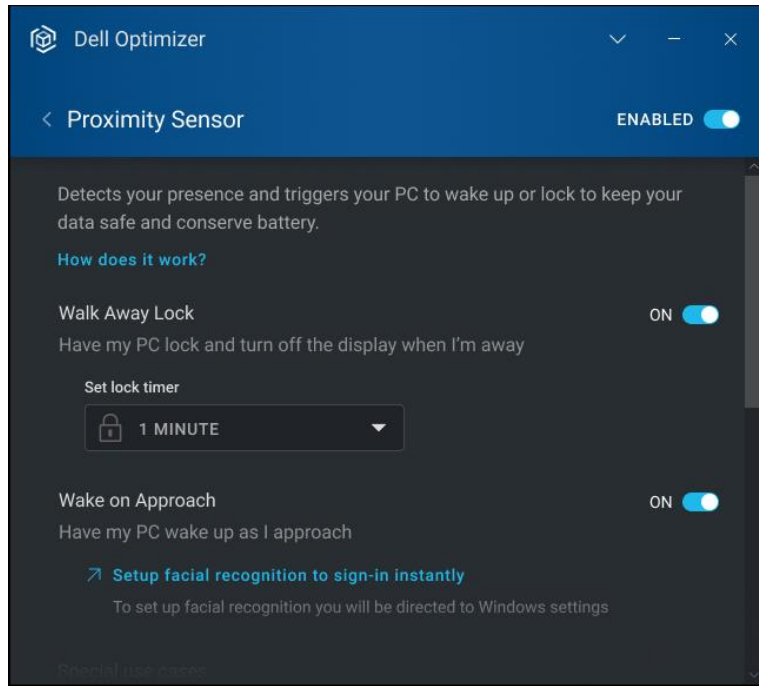 Dell Optimizer
Proximity Sensor
ENABLED
Detects your presence and triggers your PC to wake up or lock to keep your
data safe and conserve battery.
How does it work?
Walk Away Lock
ON
Have my PC lock and turn off the display when I'm away
Set lock timer
1 MINUTE
Wake on Approach
ON
Have my PC wake up as I approach
Setup facial recognition to sign-in instantly
To set up facial recognition you will be directed to Windows settings
Special use cases